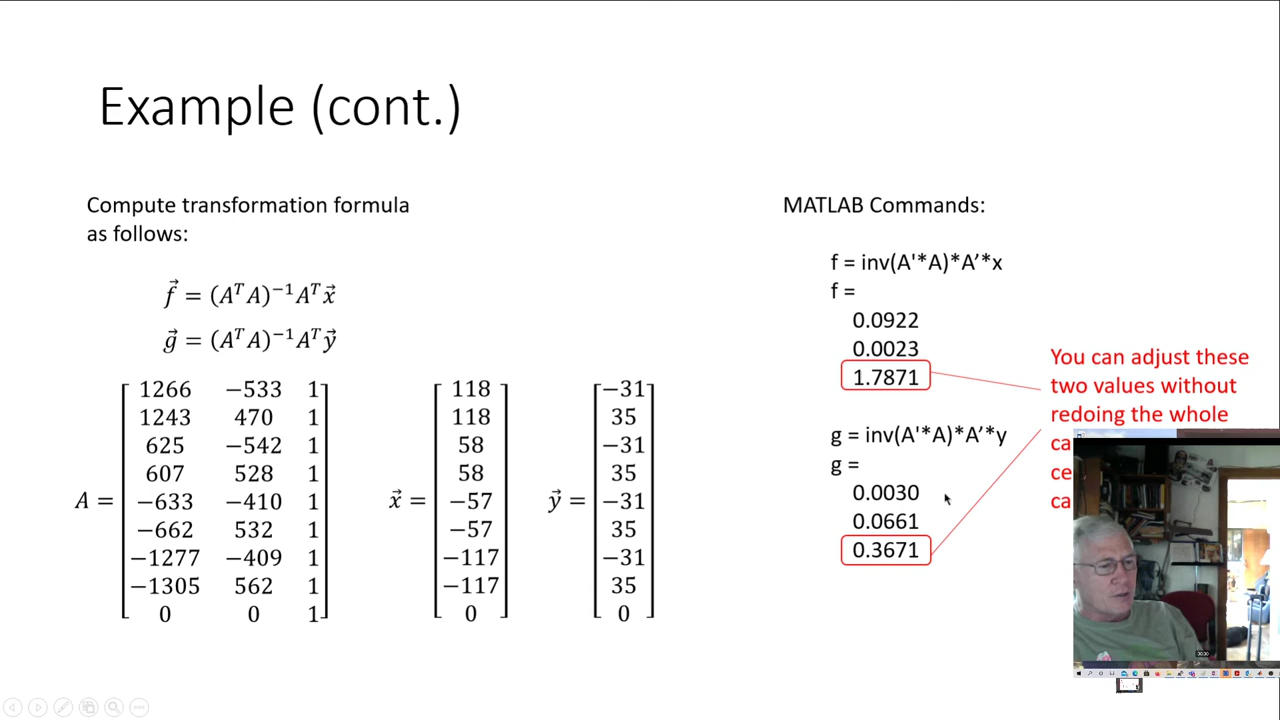 Example (cont.)
Compute transformation formula
as follows:
f⃗ = (AᵀA)⁻¹Aᵀx⃗
g⃗ = (AᵀA)⁻¹Aᵀy⃗
A =
1266 −533 1
1243 470 1
625 −542 1
607 528 1
−633 −410 1
−662 532 1
−1277 −409 1
−1305 562 1
0 0 1
x⃗ =
118
118
58
58
−57
−57
−117
−117
0
y⃗ =
−31
35
−31
35
−31
35
−31
35
0
MATLAB Commands:
f = inv(A'*A)*A’*x
f =
0.0922
0.0023
1.7871
g = inv(A'*A)*A’*y
g =
0.0030
0.0661
0.3671
You can adjust these
two values without
redoing the whole
ca
ce
ca